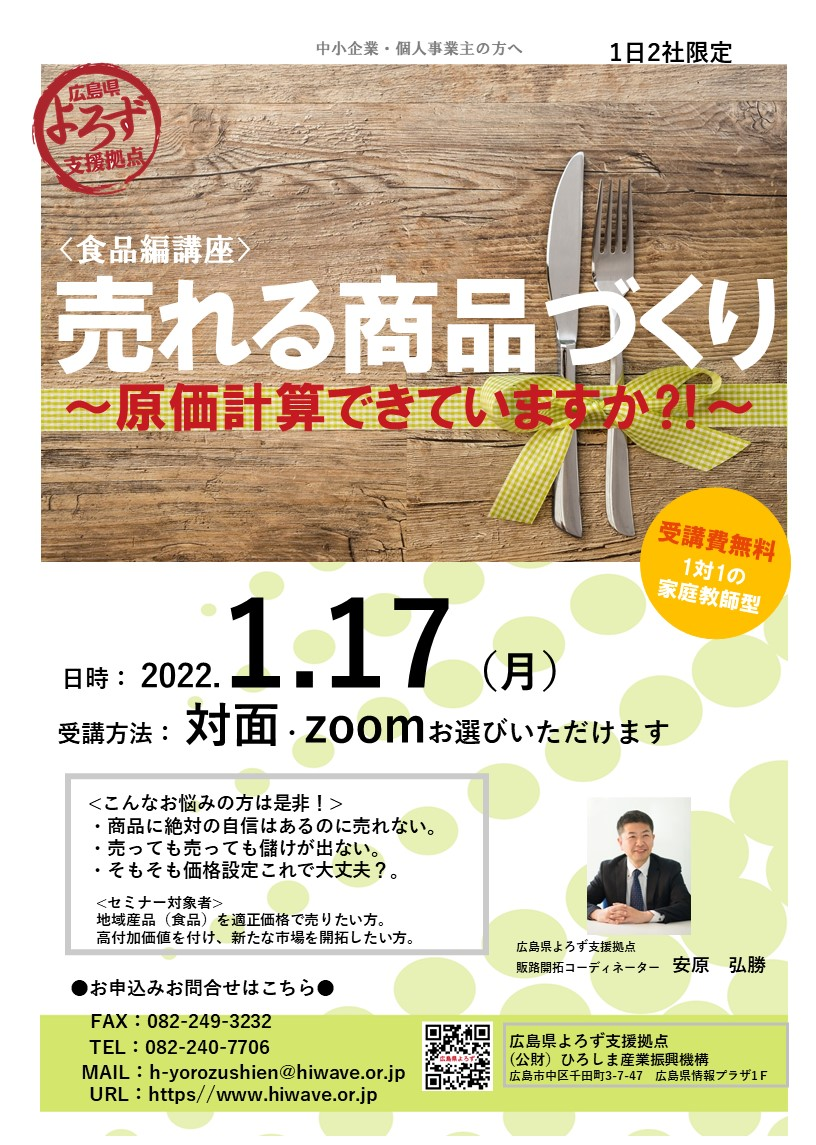 中小企業・個人事業主の方へ
1日2社限定
広島県
よろず
支援拠点
〈食品編講座〉
売れる商品づくり
～原価計算できていますか？！～
受講費無料
1対1の
家庭教師型
日時： 2022. 1.17 （月）
受講方法： 対面・zoomお選びいただけます
<こんなお悩みの方は是非！>
・商品に絶対の自信はあるのに売れない。
・売っても売っても儲けが出ない。
・そもそも価格設定これで大丈夫？。
<セミナー対象者>
地域産品（食品）を適正価格で売りたい方。
高付加価値を付け、新たな市場を開拓したい方。
広島県よろず支援拠点
販路開拓コーディネーター 安原 弘勝
●お申込みお問合せはこちら●
FAX：082-249-3232
TEL：082-240-7706
MAIL：h-yorozushien@hiwave.or.jp
URL：https//www.hiwave.or.jp
広島県よろず
広島県よろず支援拠点
(公財）ひろしま産業振興機構
広島市中区千田町3-7-47 広島県情報プラザ1Ｆ